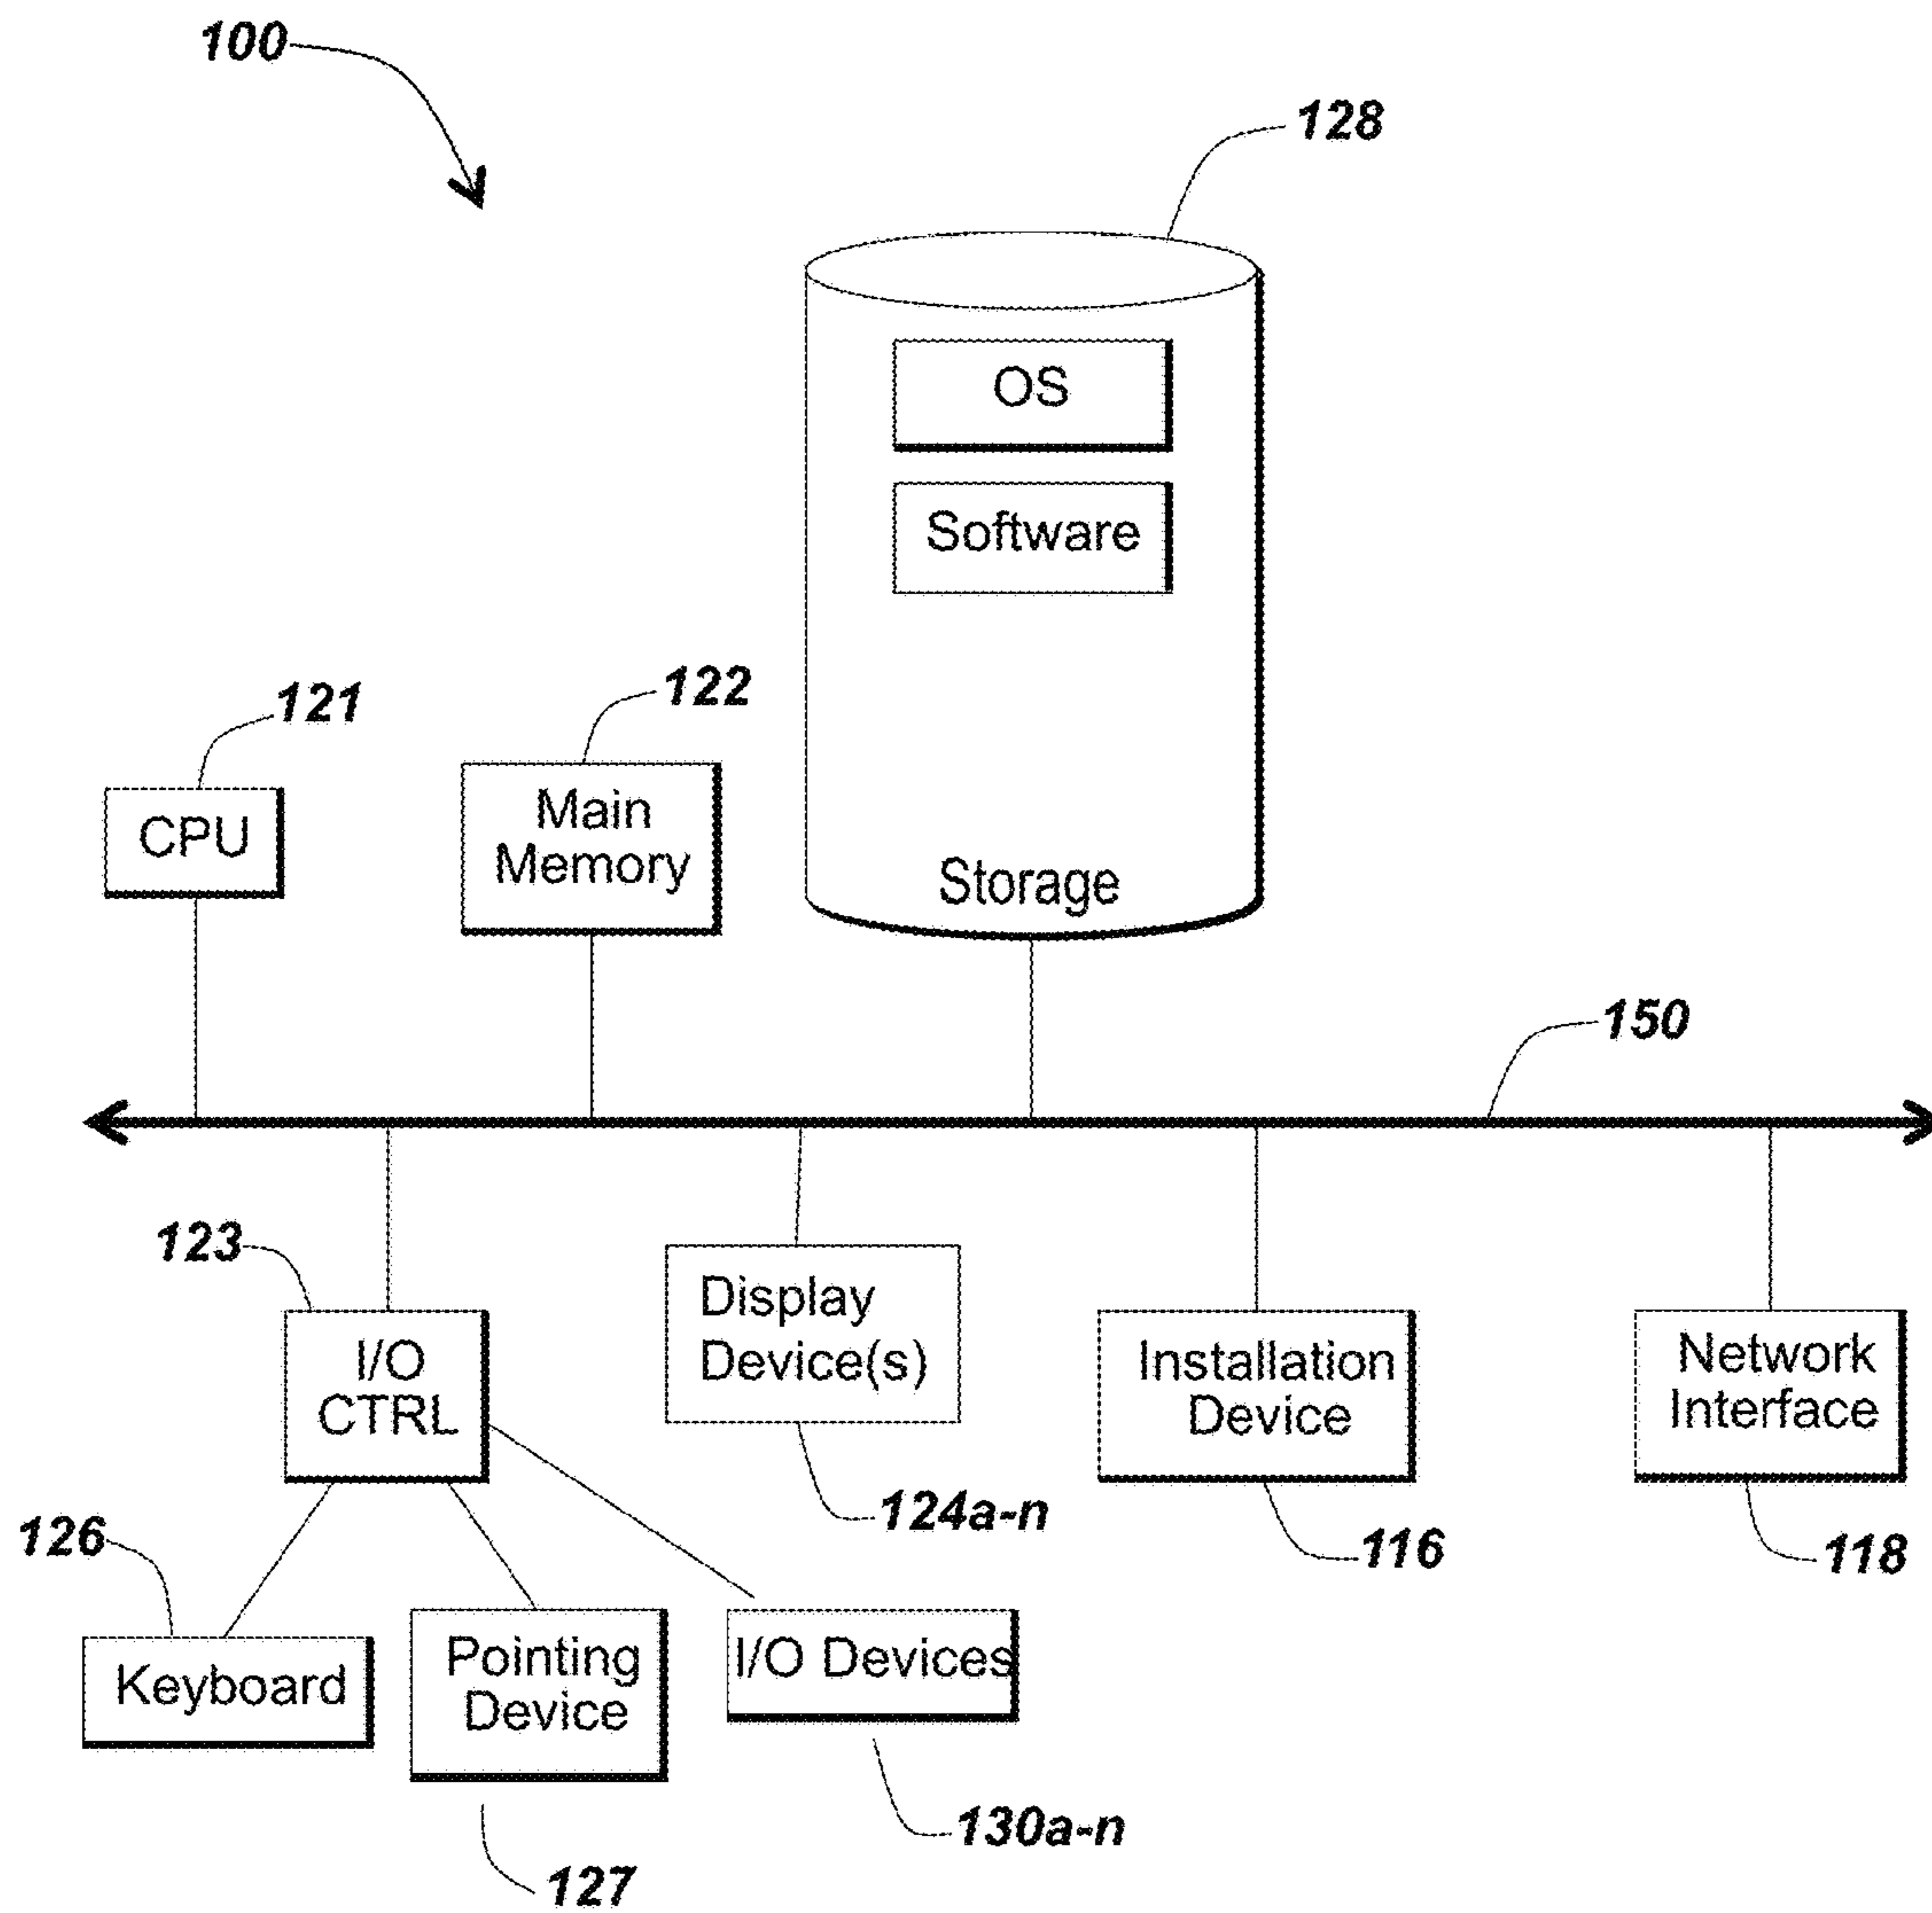 100
128
OS
Software
121
122
CPU
Main
Memory
Storage
150
123
I/O
CTRL
Display
Device(s)
Installation
Device
Network
Interface
124a-n
116
118
126
Keyboard
Pointing
Device
I/O Devices
130a-n
127